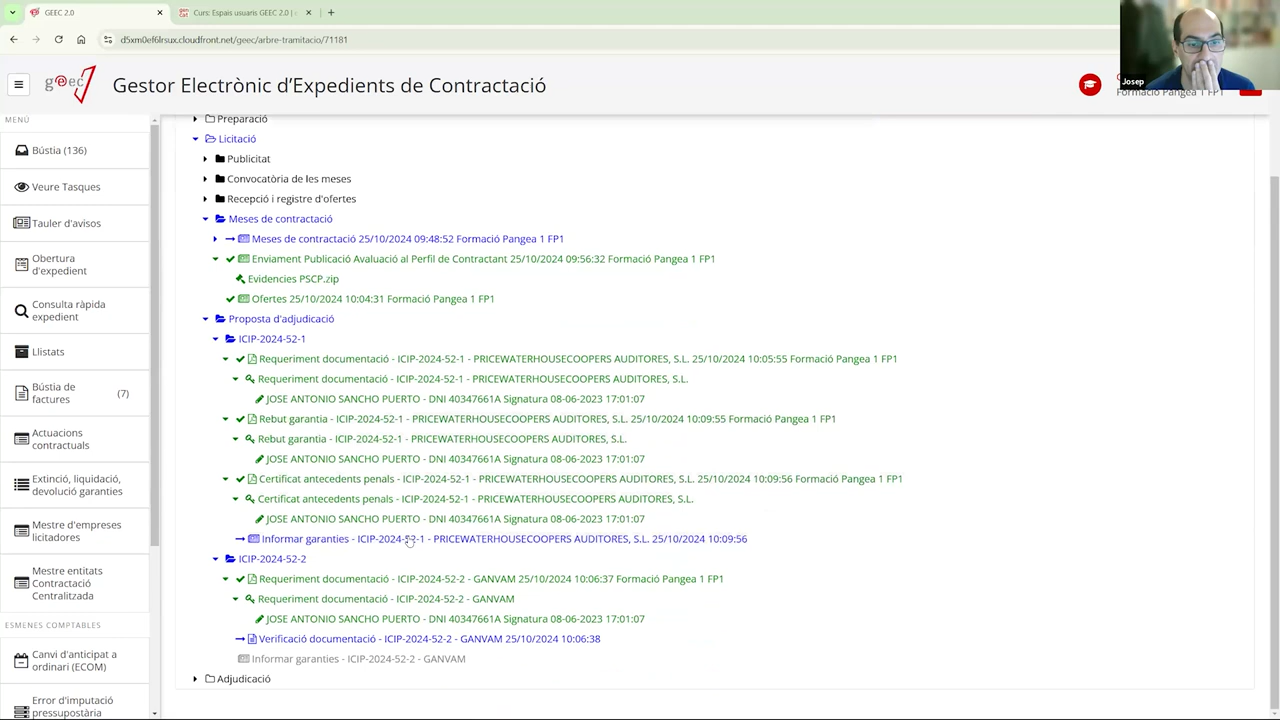 GEEC 2.0
Curs: Espais usuaris GEEC 2.0 | c
d5xm0ef6lrsux.cloudfront.net/geec/arbre-tramitacio/71181
geec
Gestor Electrònic d'Expedients de Contractació
Josep
Formació Pangea 1 FP1
MENÚ
Bústia (136)
Veure Tasques
Tauler d'avisos
Obertura
d'expedient
Consulta ràpida
expedient
Llistats
Bústia de
factures
(7)
Actuacions
contractuals
Extinció, liquidació,
devolució garanties
Mestre d'empreses
licitadores
Mestre entitats
Contractació
Centralitzada
ESMENES COMPTABLES
Canvi d'anticipat a
ordinari (ECOM)
Error d'imputació
pressupostària
Preparació
Licitació
Publicitat
Convocatòria de les meses
Recepció i registre d'ofertes
Meses de contractació
Meses de contractació 25/10/2024 09:48:52 Formació Pangea 1 FP1
Enviament Publicació Avaluació al Perfil de Contractant 25/10/2024 09:56:32 Formació Pangea 1 FP1
Evidencies PSCP.zip
Ofertes 25/10/2024 10:04:31 Formació Pangea 1 FP1
Proposta d'adjudicació
ICIP-2024-52-1
Requeriment documentació - ICIP-2024-52-1 - PRICEWATERHOUSECOOPERS AUDITORES, S.L. 25/10/2024 10:05:55 Formació Pangea 1 FP1
Requeriment documentació - ICIP-2024-52-1 - PRICEWATERHOUSECOOPERS AUDITORES, S.L.
JOSE ANTONIO SANCHO PUERTO - DNI 40347661A Signatura 08-06-2023 17:01:07
Rebut garantia - ICIP-2024-52-1 - PRICEWATERHOUSECOOPERS AUDITORES, S.L. 25/10/2024 10:09:55 Formació Pangea 1 FP1
Rebut garantia - ICIP-2024-52-1 - PRICEWATERHOUSECOOPERS AUDITORES, S.L.
JOSE ANTONIO SANCHO PUERTO - DNI 40347661A Signatura 08-06-2023 17:01:07
Certificat antecedents penals - ICIP-2024-52-1 - PRICEWATERHOUSECOOPERS AUDITORES, S.L. 25/10/2024 10:09:56 Formació Pangea 1 FP1
Certificat antecedents penals - ICIP-2024-52-1 - PRICEWATERHOUSECOOPERS AUDITORES, S.L.
JOSE ANTONIO SANCHO PUERTO - DNI 40347661A Signatura 08-06-2023 17:01:07
Informar garanties - ICIP-2024-52-1 - PRICEWATERHOUSECOOPERS AUDITORES, S.L. 25/10/2024 10:09:56
ICIP-2024-52-2
Requeriment documentació - ICIP-2024-52-2 - GANVAM 25/10/2024 10:06:37 Formació Pangea 1 FP1
Requeriment documentació - ICIP-2024-52-2 - GANVAM
JOSE ANTONIO SANCHO PUERTO - DNI 40347661A Signatura 08-06-2023 17:01:07
Verificació documentació - ICIP-2024-52-2 - GANVAM 25/10/2024 10:06:38
Informar garanties - ICIP-2024-52-2 - GANVAM
Adjudicació